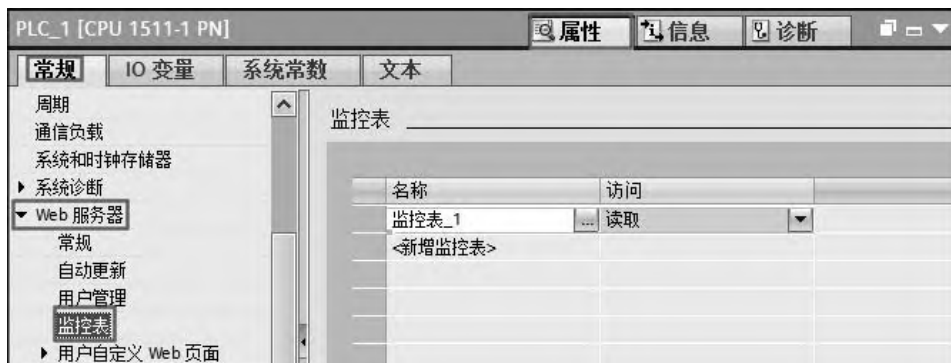 PLC_1 [CPU 1511-1 PN] 属性 信息 诊断
常规 IO 变量 系统常数 文本
周期
通信负载
系统和时钟存储器
系统诊断
Web 服务器
常规
自动更新
用户管理
监控表
用户自定义 Web 页面
监控表
名称 访问
监控表_1 ... 读取
<新增监控表>